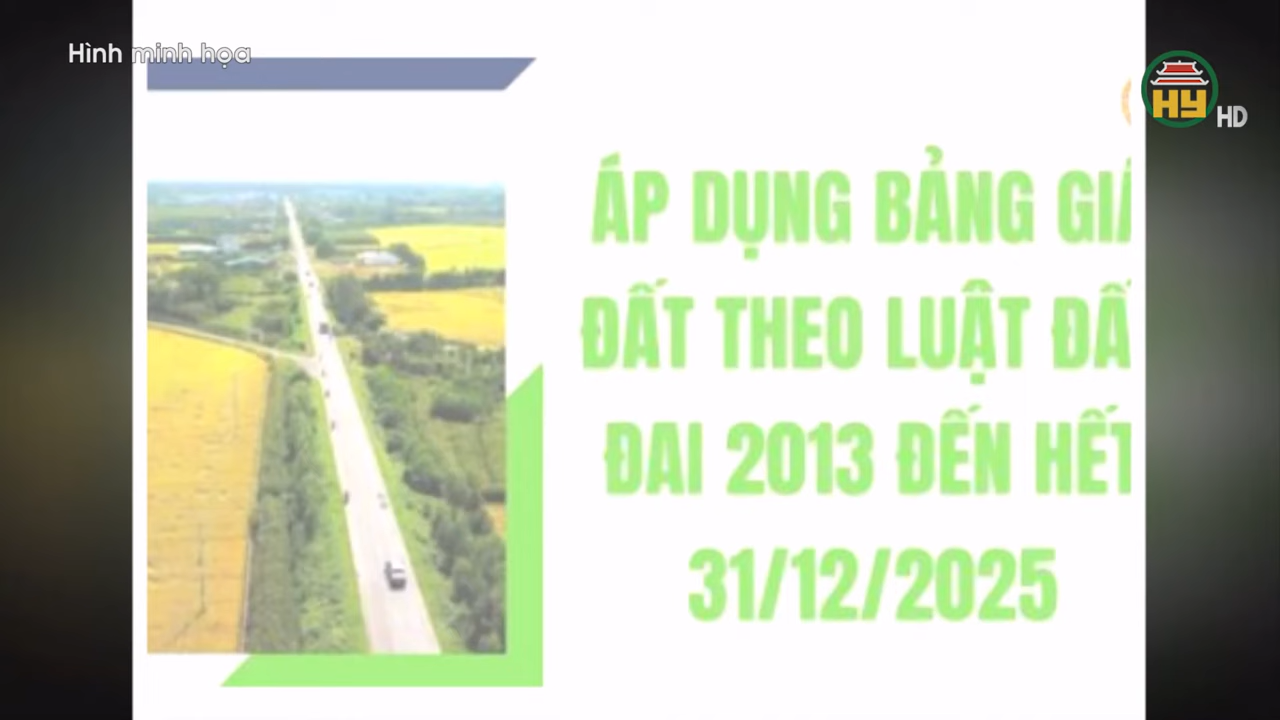 Hình minh họa
HY
HD
ÁP DỤNG BẢNG GIÁ
ĐẤT THEO LUẬT ĐẤ
ĐAI 2013 ĐẾN HẾT
31/12/2025